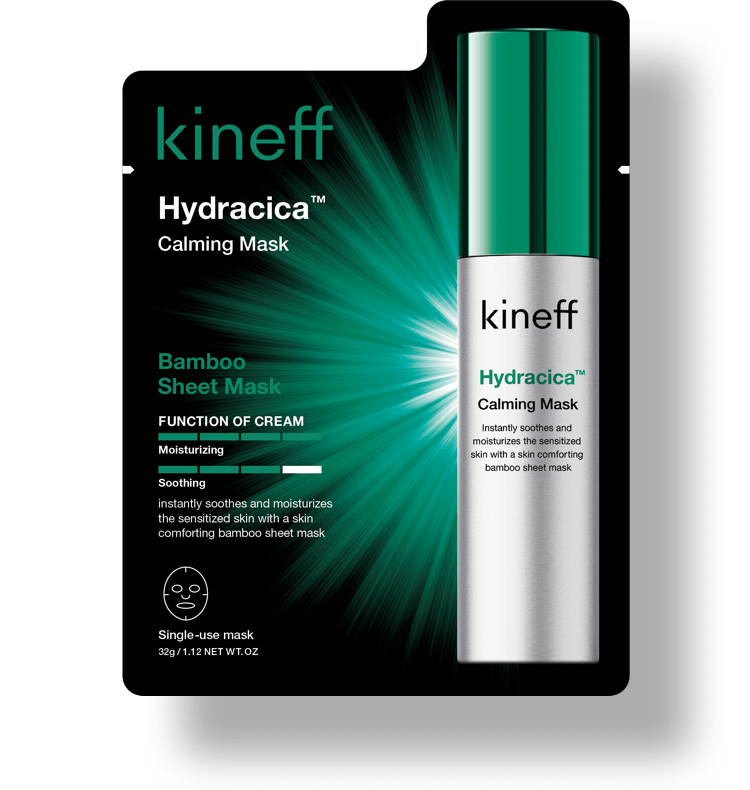 kineff
Hydracica™
Calming Mask
Bamboo
Sheet Mask
FUNCTION OF CREAM
Moisturizing
Soothing
instantly soothes and moisturizes
the sensitized skin with a skin
comforting bamboo sheet mask
Single-use mask
32g / 1.12 NET WT. OZ
kineff
Hydracica™
Calming Mask
Instantly soothes and
moisturizes the sensitized
skin with a skin comforting
bamboo sheet mask